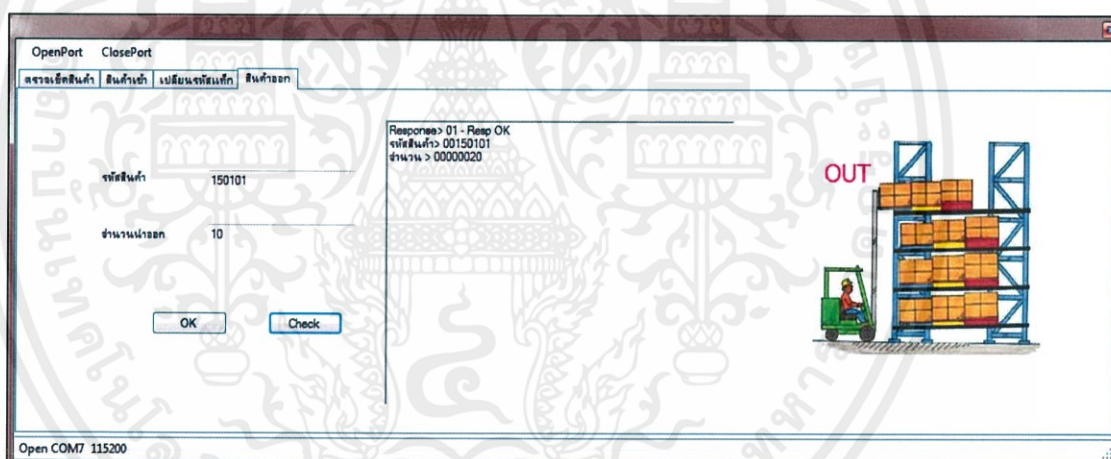 OpenPort ClosePort
ตรวจเช็คสินค้า สินค้าเข้า เปลี่ยนรหัสแท็ก สินค้าออก
Response> 01 - Resp OK
รหัสสินค้า> 00150101
จำนวน > 00000020
รหัสสินค้า 150101
จำนวนนำออก 10
OK Check
OUT
Open COM7 115200